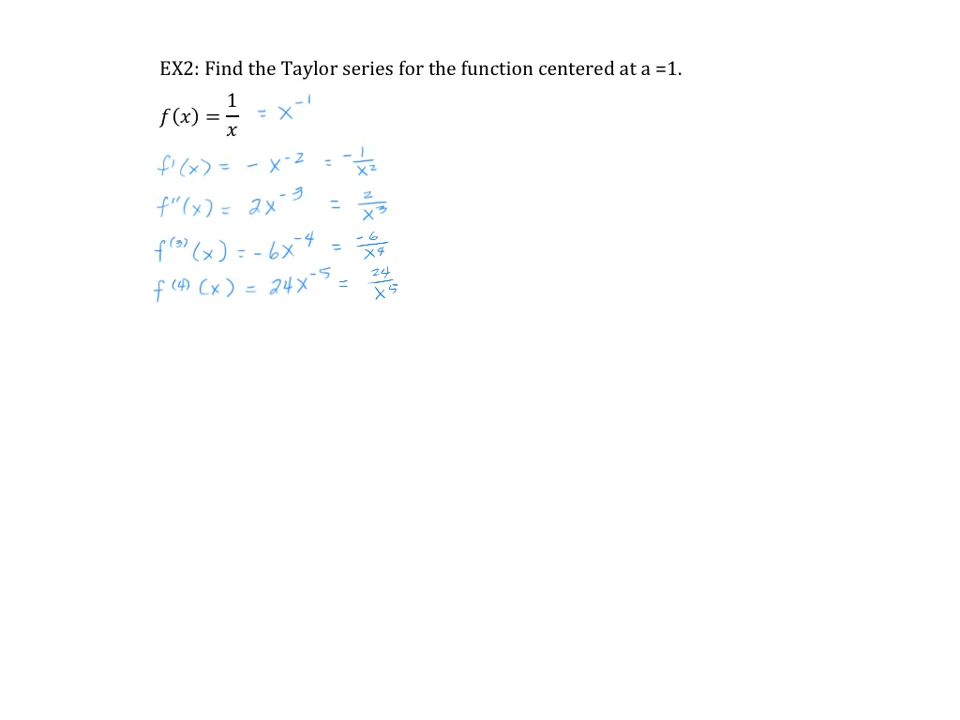 EX2: Find the Taylor series for the function centered at a =1.
f(x) = 1/x = x⁻¹
f'(x) = - x⁻² = -1/x²
f''(x) = 2x⁻³ = 2/x³
f⁽³⁾(x) = -6x⁻⁴ = -6/x⁴
f⁽⁴⁾(x) = 24x⁻⁵ = 24/x⁵